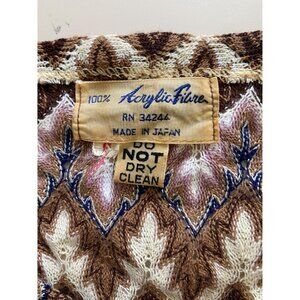 100% Acrylic Fibre
RN 34244
MADE IN JAPAN
DO
NOT
DRY
CLEAN